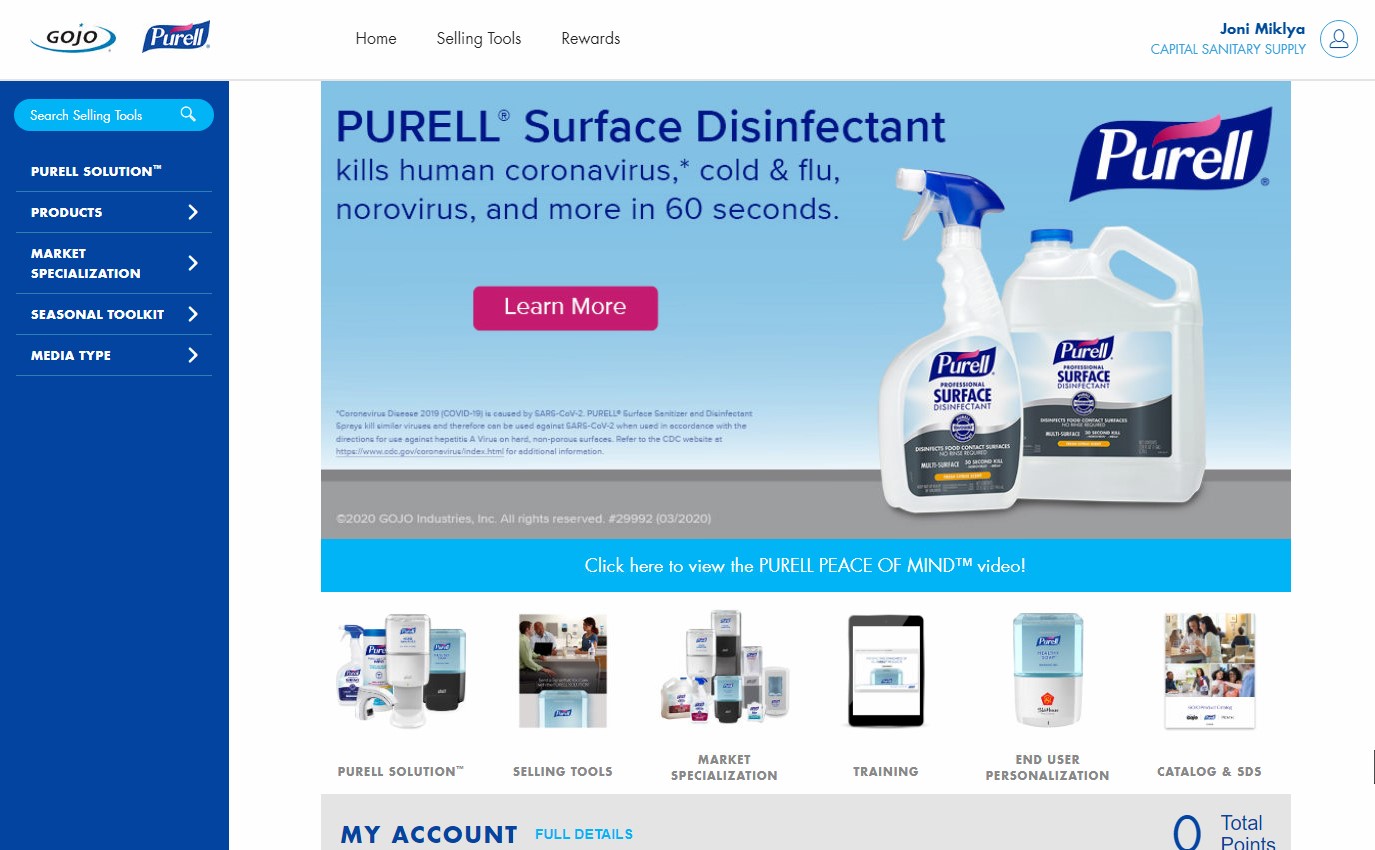 GOJO
Purell®
Home
Selling Tools
Rewards
Joni Miklya
CAPITAL SANITARY SUPPLY
Search Selling Tools
PURELL SOLUTION™
PRODUCTS
MARKET
SPECIALIZATION
SEASONAL TOOLKIT
MEDIA TYPE
PURELL® Surface Disinfectant
kills human coronavirus,* cold & flu,
norovirus, and more in 60 seconds.
Learn More
Purell®
*Coronavirus Disease 2019 (COVID-19) is caused by SARS-CoV-2. PURELL® Surface Sanitizer and Disinfectant
Sprays kill similar viruses and therefore can be used against SARS-CoV-2 when used in accordance with the
directions for use against hepetitis A Virus on hard, non-porous surfaces. Refer to the CDC website at
https://www.cdc.gov/coronavirus/index.html for additional information.
Purell
PROFESSIONAL
SURFACE
DISINFECTANT
DISINFECTS FOOD CONTACT SURFACES
NO RINSE REQUIRED
MULTI-SURFACE 30 SECOND KILL
Purell
PROFESSIONAL
SURFACE
DISINFECTANT
DISINFECTS FOOD CONTACT SURFACES
NO RINSE REQUIRED
MULTI-SURFACE 30 SECOND KILL
©2020 GOJO Industries, Inc. All rights reserved. #29992 (03/2020)
Click here to view the PURELL PEACE OF MIND™ video!
PURELL SOLUTION™
SELLING TOOLS
MARKET
SPECIALIZATION
TRAINING
Purell
HEALTHY
SOAP
END USER
PERSONALIZATION
GOJO Product Catalog
CATALOG & SDS
MY ACCOUNT
FULL DETAILS
0
Total
Points